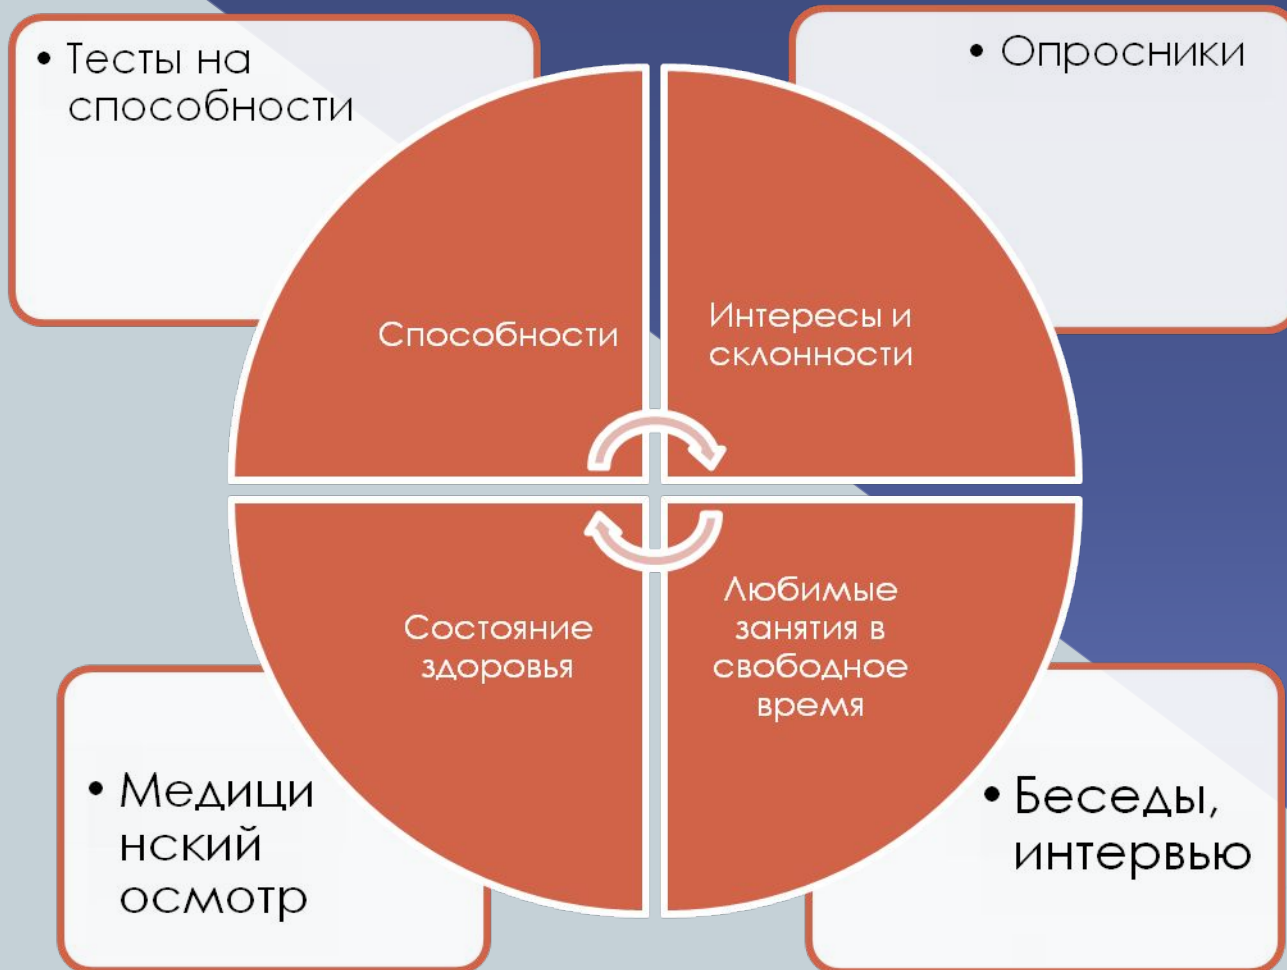 • Тесты на
способности
• Опросники
Способности
Интересы и
склонности
Состояние
здоровья
Любимые
занятия в
свободное
время
• Медици
нский
осмотр
• Беседы,
интервью